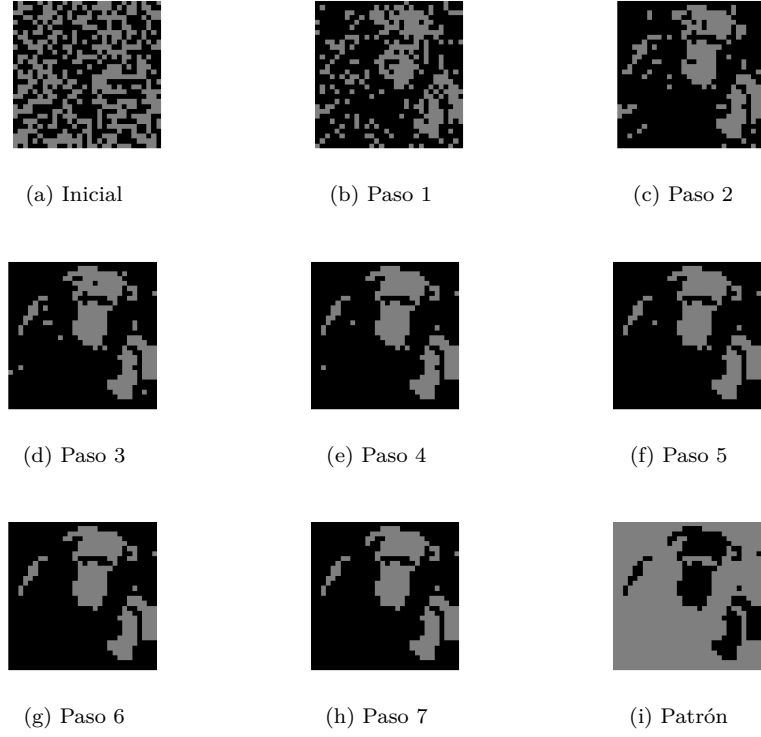 (a) Inicial
(b) Paso 1
(c) Paso 2
(d) Paso 3
(e) Paso 4
(f) Paso 5
(g) Paso 6
(h) Paso 7
(i) Patrón